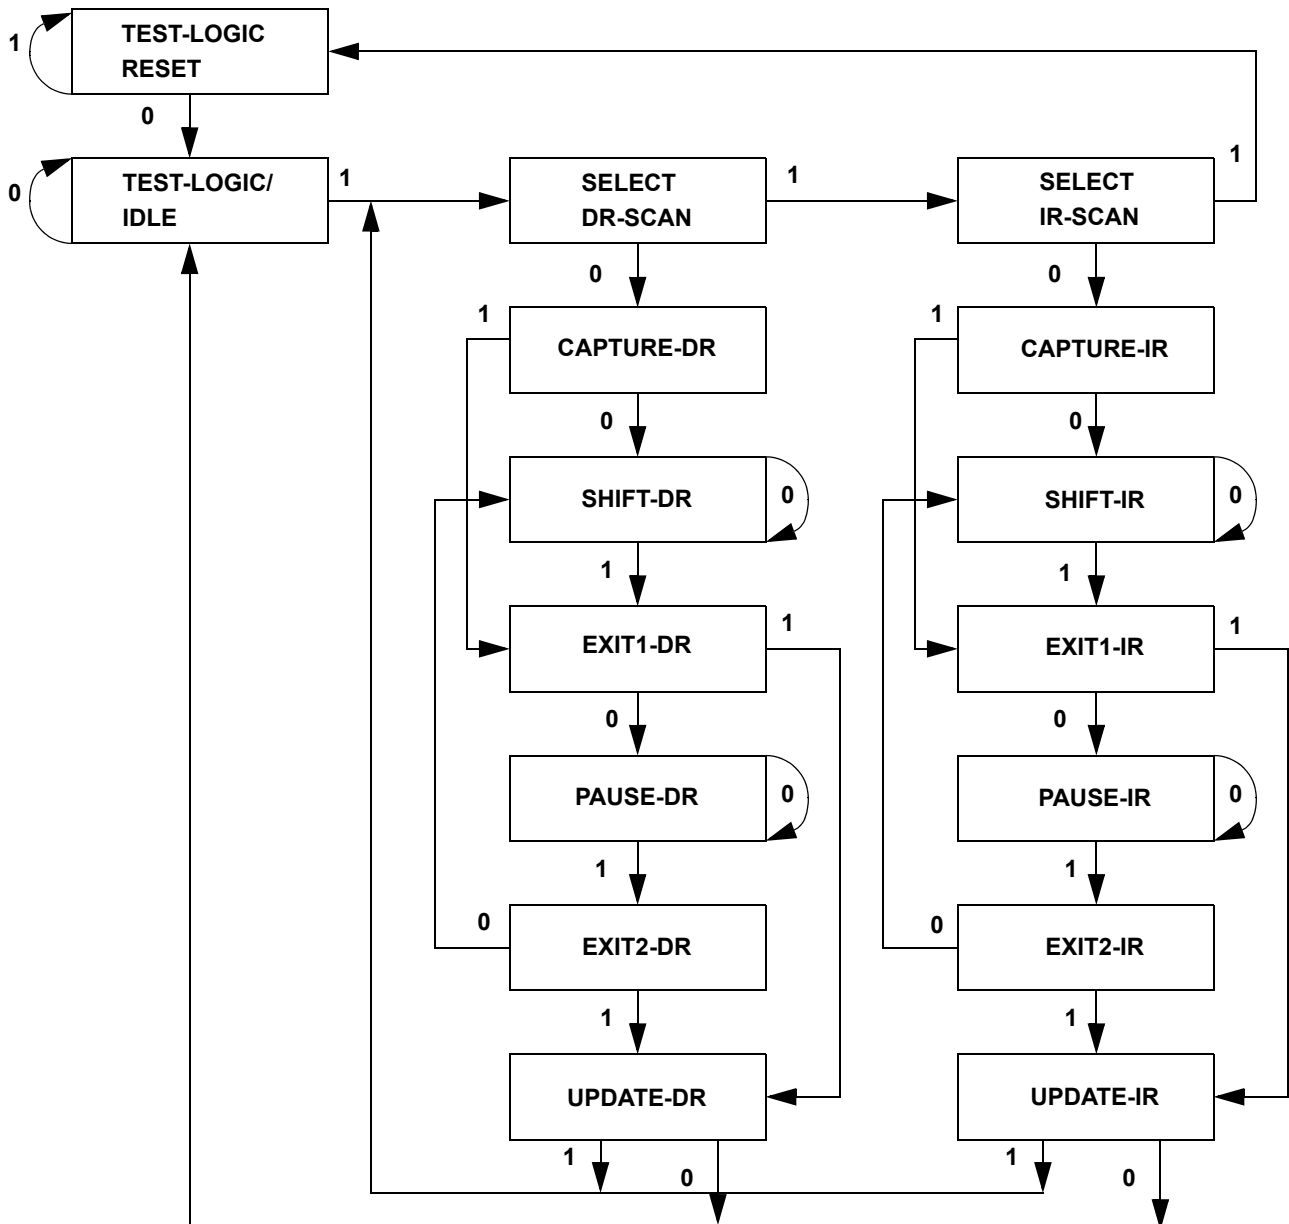 1
TEST-LOGIC
RESET
0
0
TEST-LOGIC/
IDLE
1
SELECT
DR-SCAN
1
SELECT
IR-SCAN
1
0
0
1
CAPTURE-DR
1
CAPTURE-IR
0
0
SHIFT-DR
0
SHIFT-IR
0
1
1
EXIT1-DR
1
EXIT1-IR
1
0
0
PAUSE-DR
0
PAUSE-IR
0
1
1
0
EXIT2-DR
0
EXIT2-IR
1
1
UPDATE-DR
UPDATE-IR
1
0
1
0